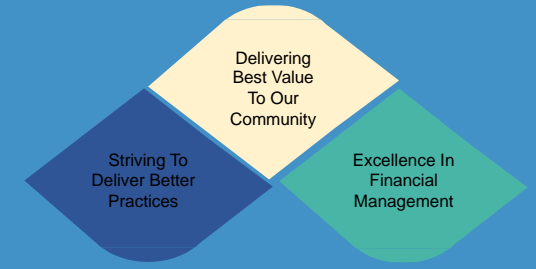 Delivering
Best Value
To Our
Community
Striving To
Deliver Better
Practices
Excellence In
Financial
Management